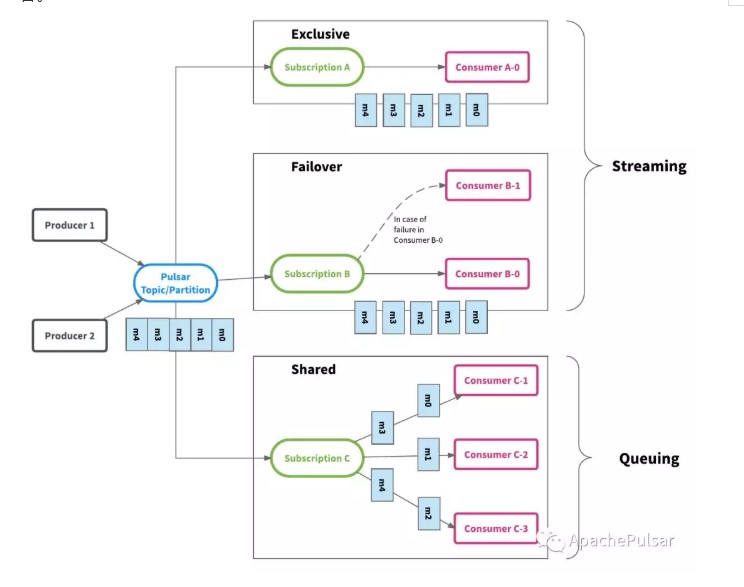 Exclusive
Subscription A
Consumer A-0
m4
m3
m2
m1
m0
Streaming
Failover
Consumer B-1
In case of
failure in
Consumer B-0
Producer 1
Pulsar
Topic/Partition
Subscription B
Consumer B-0
m4
m3
m2
m1
m0
Producer 2
m4
m3
m2
m1
m0
Shared
Consumer C-1
m0
m3
Subscription C
m1
Consumer C-2
Queuing
m4
m2
Consumer C-3
ApachePulsar